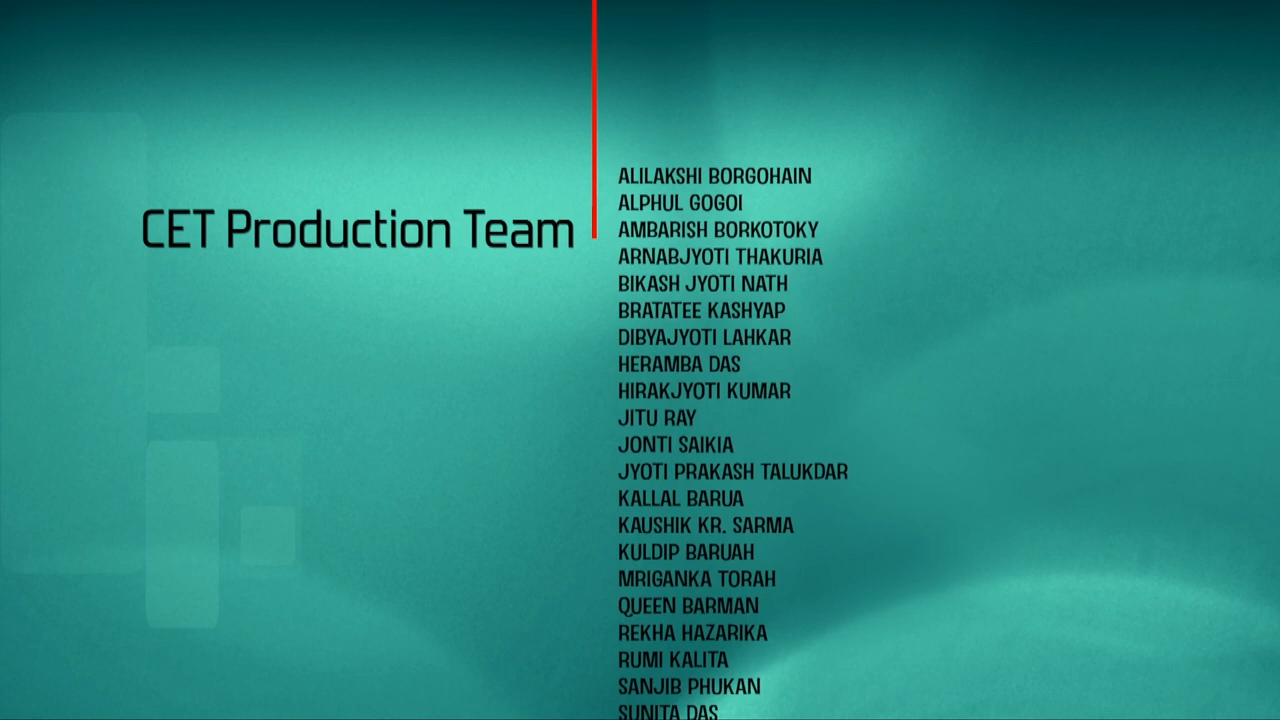 CET Production Team
ALILAKSHI BORGOHAIN
ALPHUL GOGOI
AMBARISH BORKOTOKY
ARNABJYOTI THAKURIA
BIKASH JYOTI NATH
BRATATEE KASHYAP
DIBYAJYOTI LAHKAR
HERAMBA DAS
HIRAKJYOTI KUMAR
JITU RAY
JONTI SAIKIA
JYOTI PRAKASH TALUKDAR
KALLAL BARUA
KAUSHIK KR. SARMA
KULDIP BARUAH
MRIGANKA TORAH
QUEEN BARMAN
REKHA HAZARIKA
RUMI KALITA
SANJIB PHUKAN
SUNITA DAS